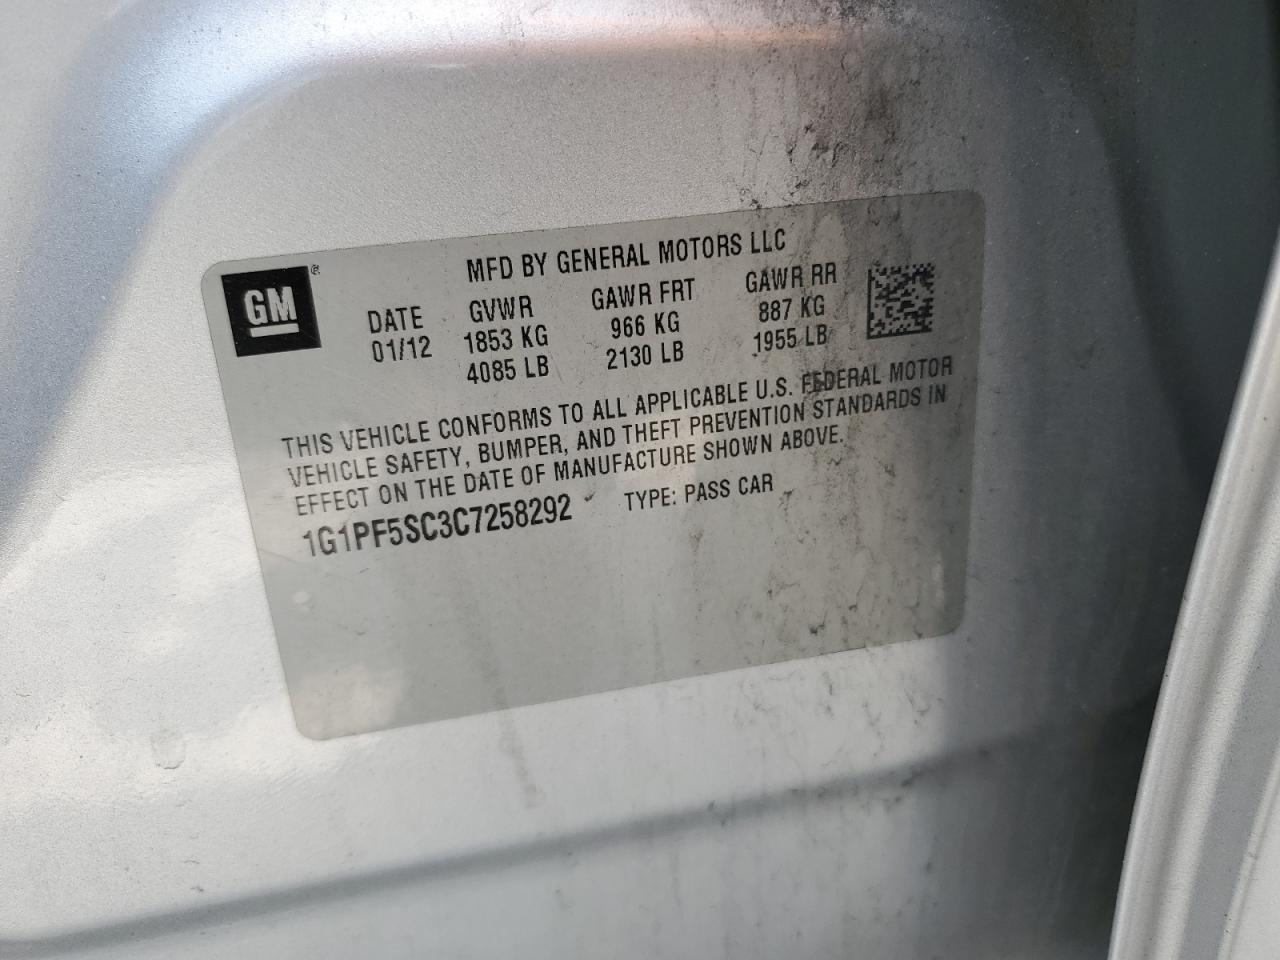 GM®
MFD BY GENERAL MOTORS LLC
DATE GVWR GAWR FRT GAWR RR
01/12 1853 KG 966 KG 887 KG
4085 LB 2130 LB 1955 LB
THIS VEHICLE CONFORMS TO ALL APPLICABLE U.S. FEDERAL MOTOR
VEHICLE SAFETY, BUMPER, AND THEFT PREVENTION STANDARDS IN
EFFECT ON THE DATE OF MANUFACTURE SHOWN ABOVE.
1G1PF5SC3C7258292 TYPE: PASS CAR